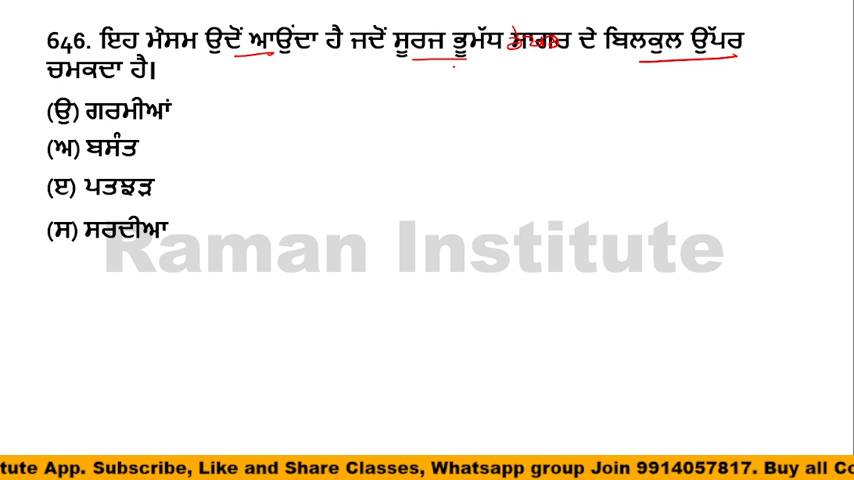 646. ਇਹ ਮੌਸਮ ਉਦੋਂ ਆਉਂਦਾ ਹੈ ਜਦੋਂ ਸੂਰਜ ਭੂਮੱਧ ਸਾਗਰ ਦੇ ਬਿਲਕੁਲ ਉੱਪਰ
ਚਮਕਦਾ ਹੈ।
(ੳ) ਗਰਮੀਆਂ
(ਅ) ਬਸੰਤ
(ੲ) ਪਤਝੜ
(ਸ) ਸਰਦੀਆ
Raman Institute
tute App. Subscribe, Like and Share Classes, Whatsapp group Join 9914057817. Buy all Co